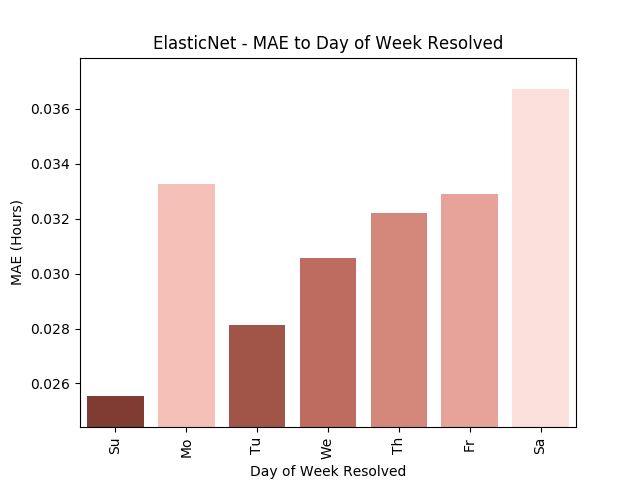 ElasticNet - MAE to Day of Week Resolved
0.036
0.034
0.032
0.030
0.028
0.026
MAE (Hours)
Su Mo Tu We Th Fr Sa
Day of Week Resolved